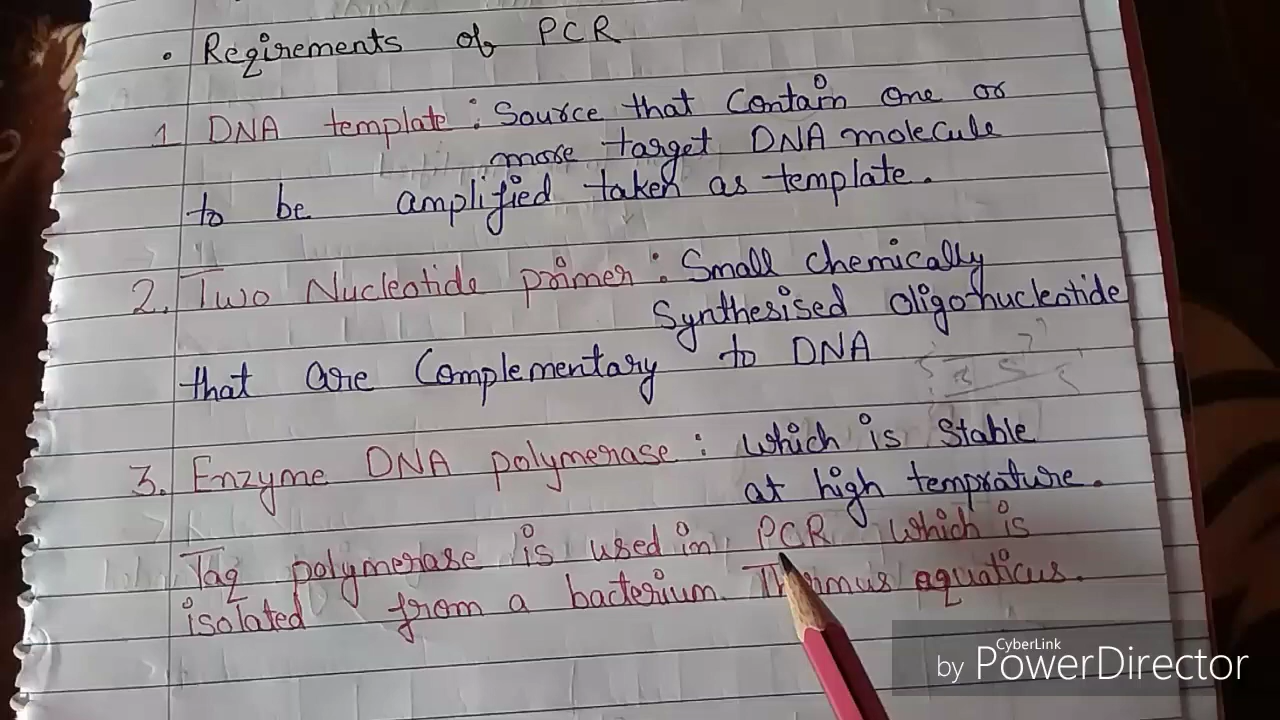 • Reqirements of PCR
1 DNA template : Source that contain one or
more target DNA molecule
to be amplified taken as template.
2. Two Nucleotide primer : Small chemically
Synthesised oligonucleotide
that are Complementary to DNA
3. Enzyme DNA polymerase : Which is Stable
at high temprature.
Taq polymerase is used in PCR which is
isolated from a bacterium Thermus aquaticus.
CyberLink
by PowerDirector